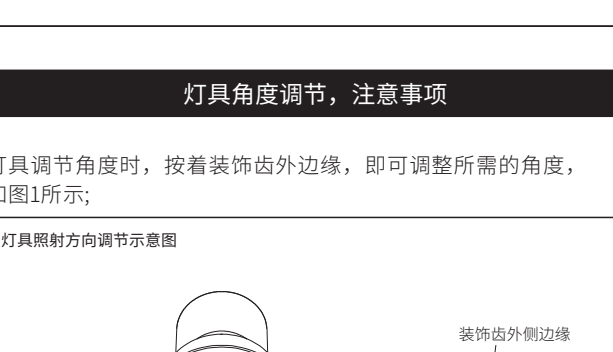 灯具角度调节，注意事项
灯具调节角度时，按着装饰齿外边缘，即可调整所需的角度，
如图1所示;
灯具照射方向调节示意图
装饰齿外侧边缘